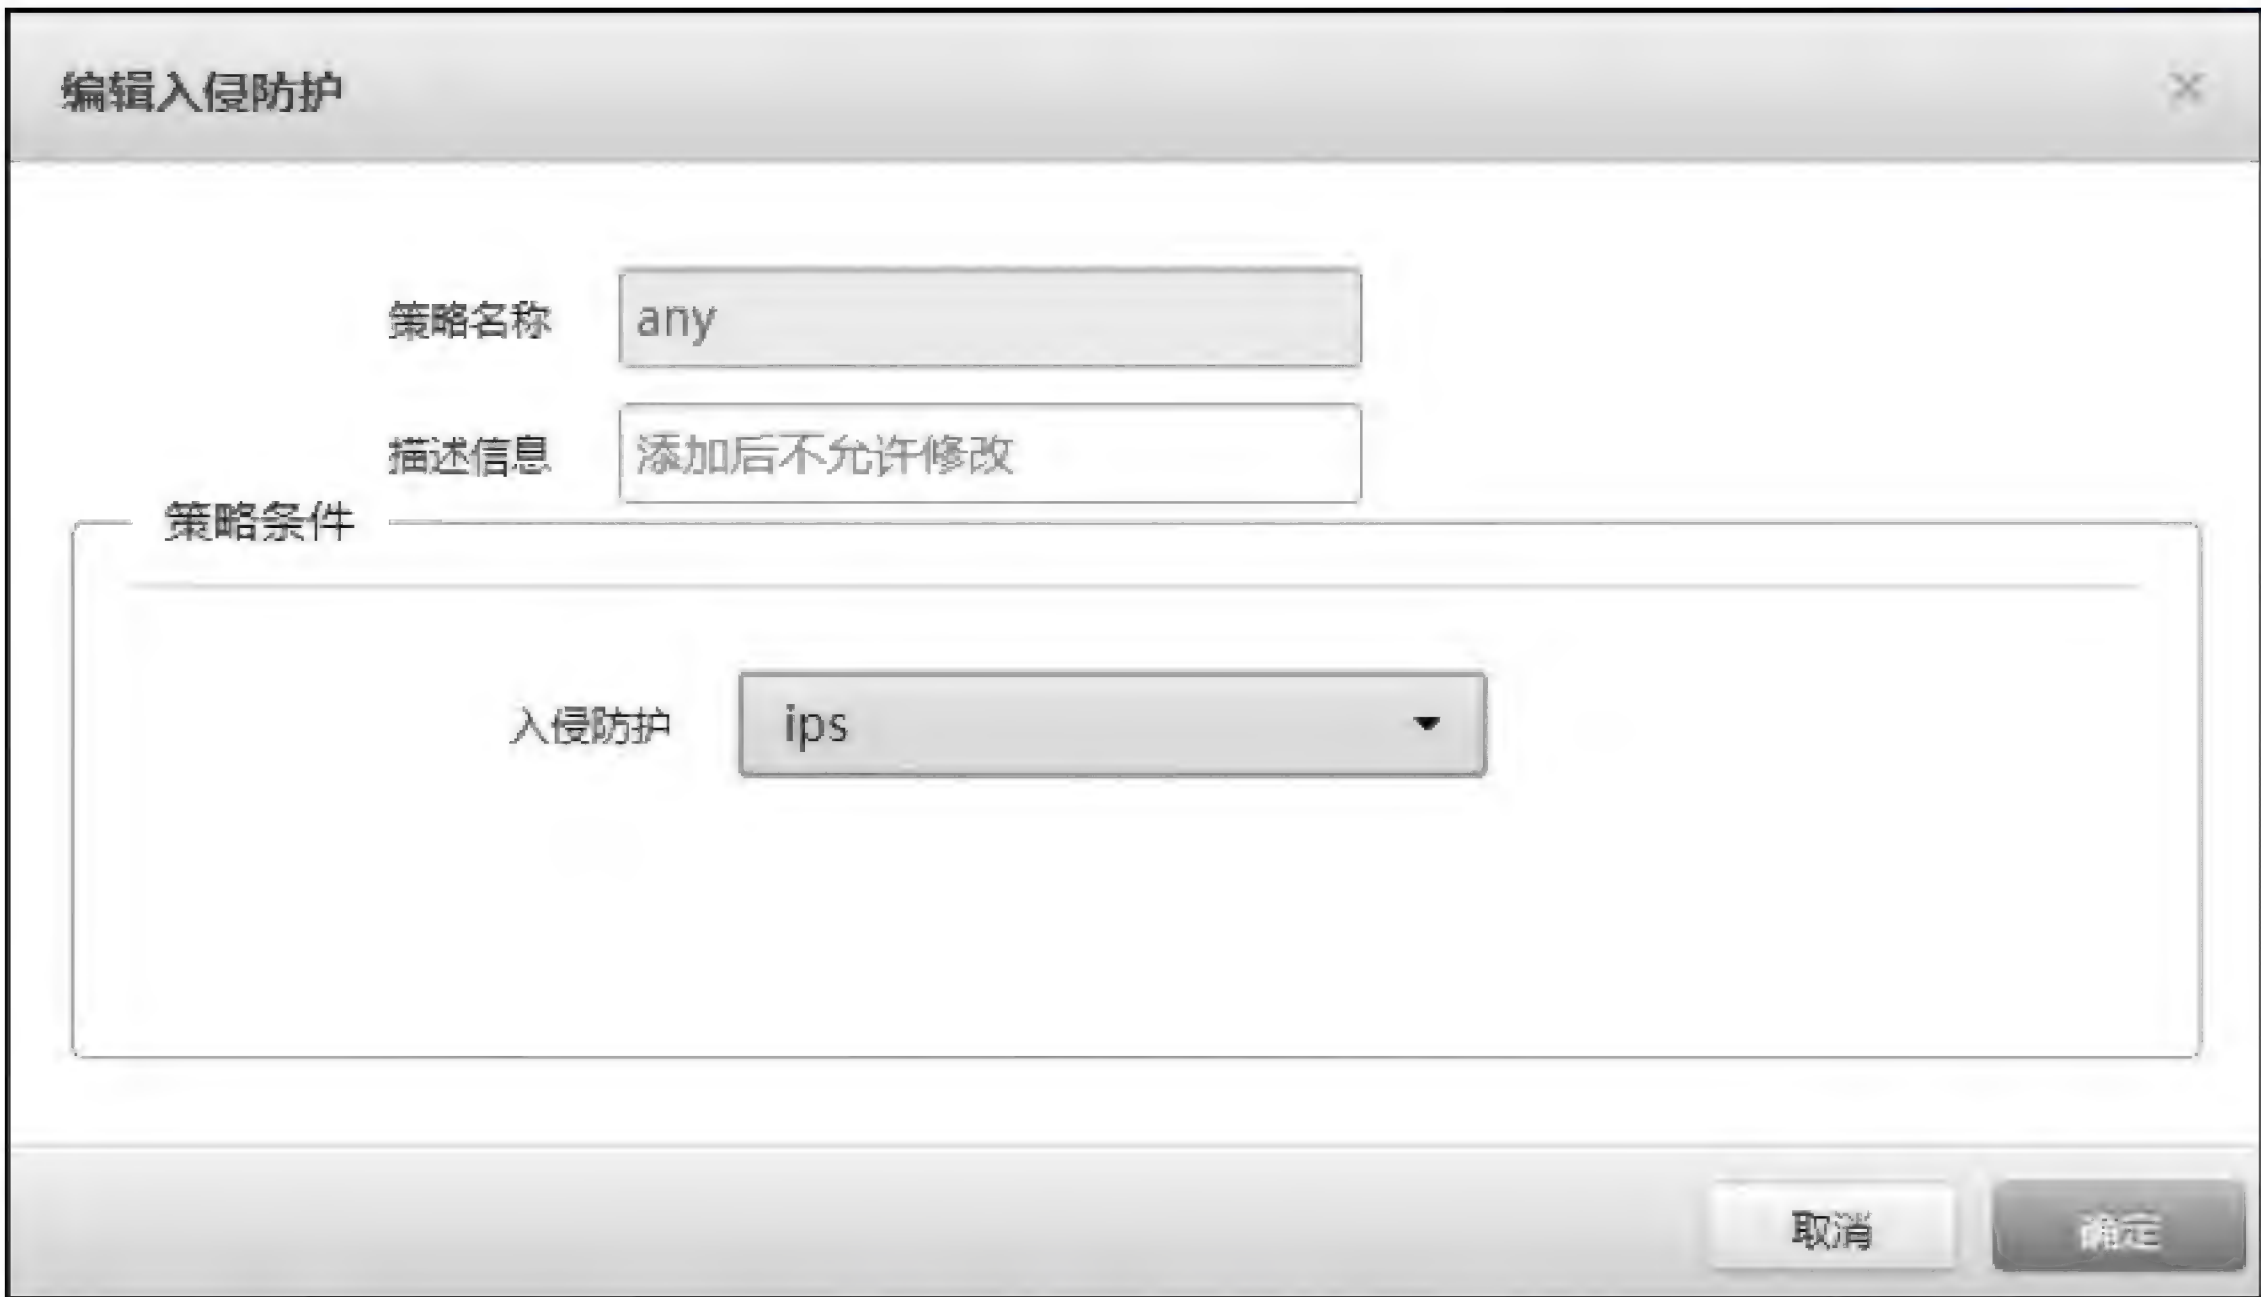 编辑入侵防护
策略名称 any
描述信息 添加后不允许修改
策略条件
入侵防护 ips
取消 确定